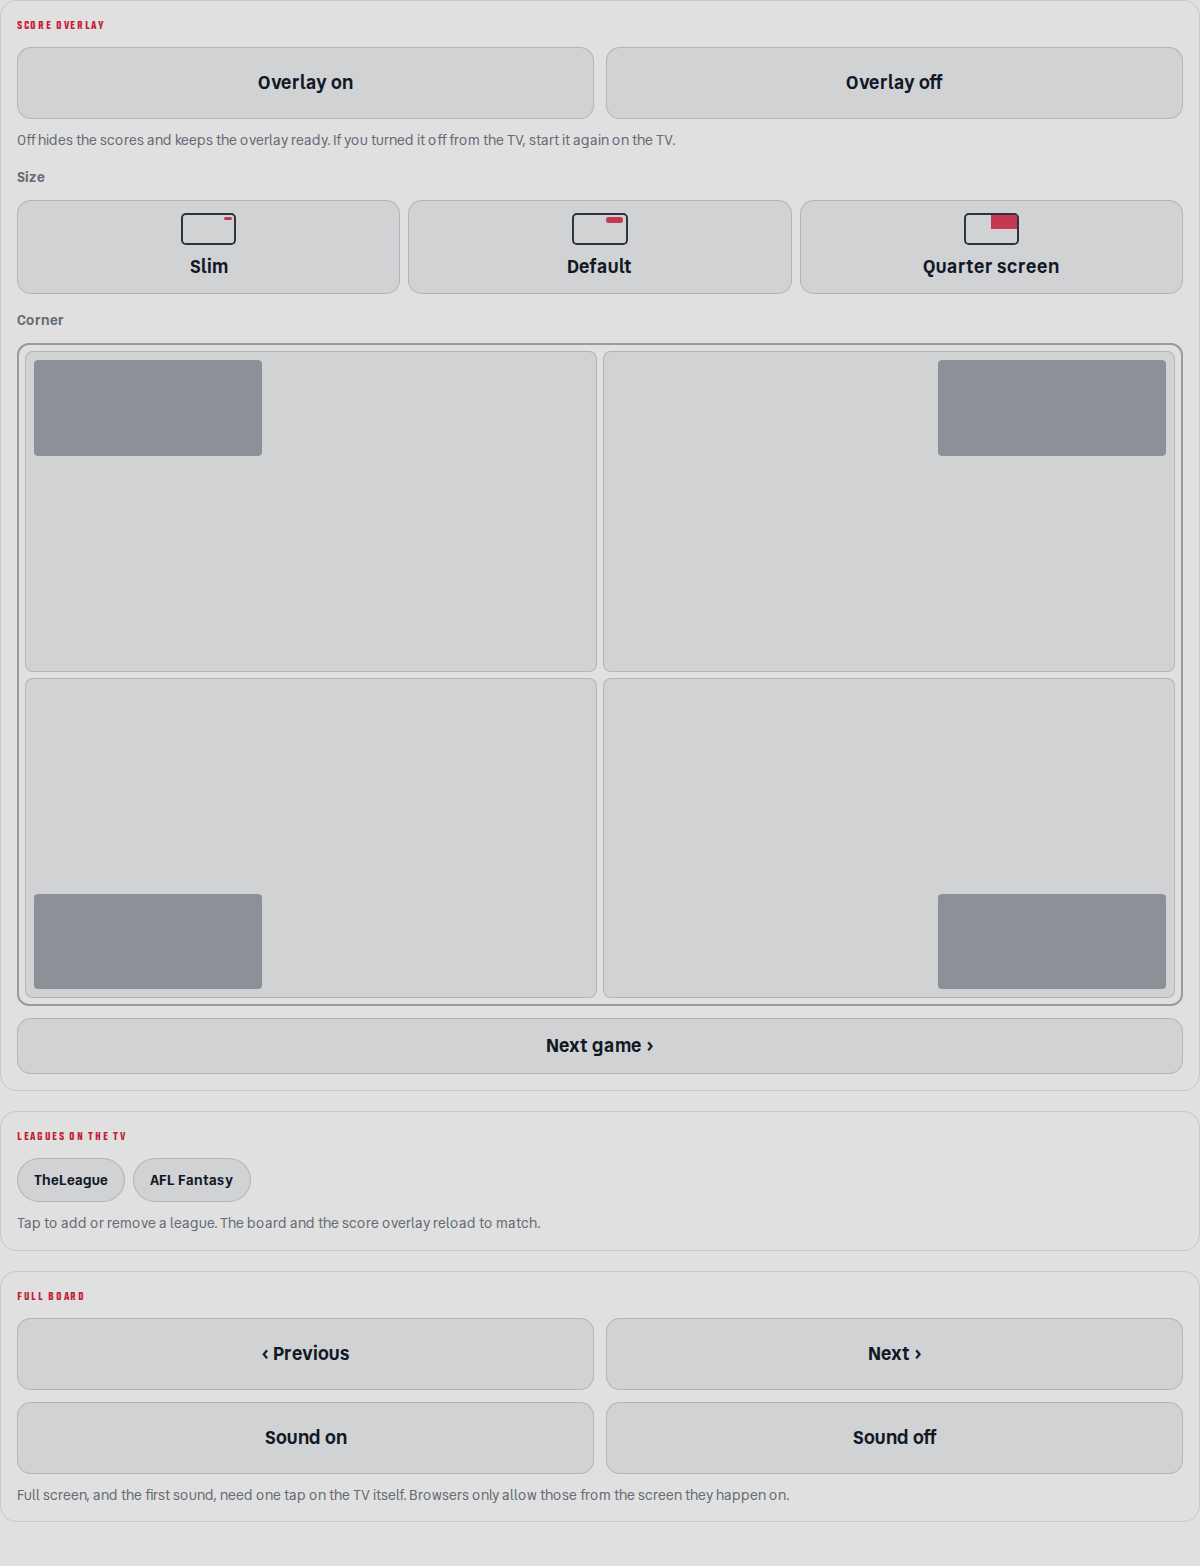 SCORE OVERLAY
Overlay on
Overlay off
Off hides the scores and keeps the overlay ready. If you turned it off from the TV, start it again on the TV.
Size
Slim
Default
Quarter screen
Corner
Next game ›
LEAGUES ON THE TV
TheLeague
AFL Fantasy
Tap to add or remove a league. The board and the score overlay reload to match.
FULL BOARD
‹ Previous
Next ›
Sound on
Sound off
Full screen, and the first sound, need one tap on the TV itself. Browsers only allow those from the screen they happen on.